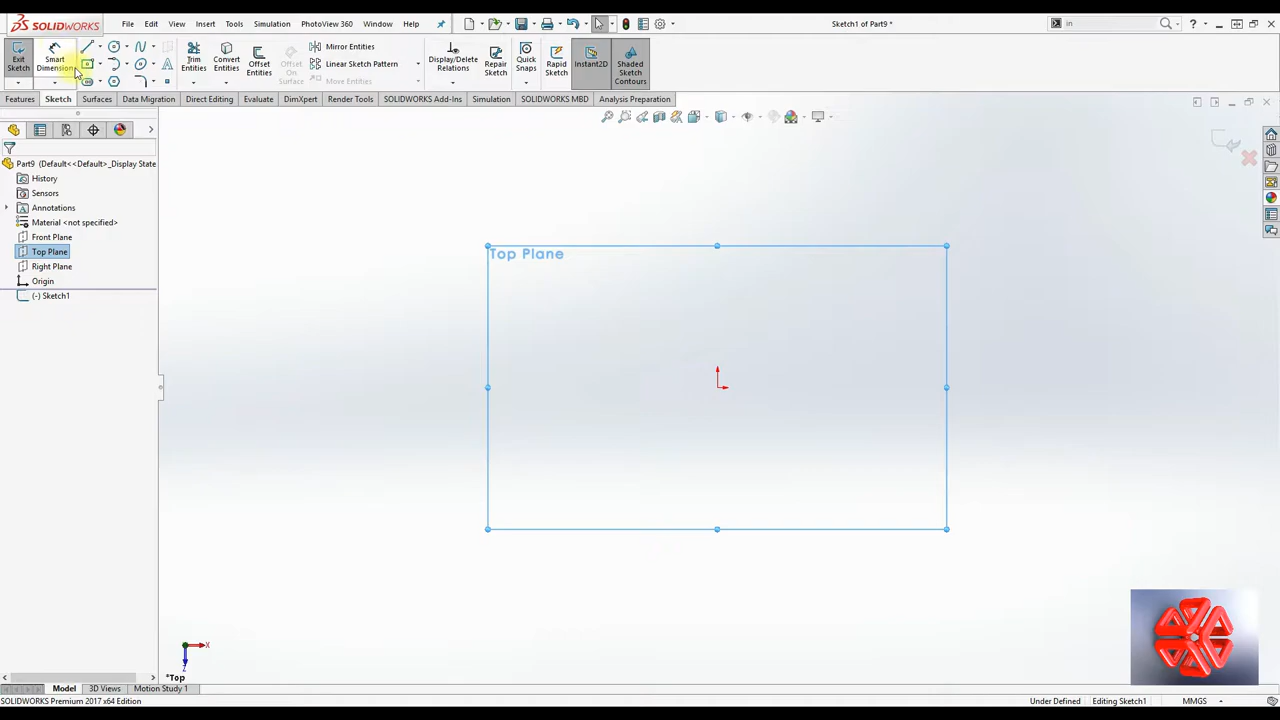 SOLIDWORKS File Edit View Insert Tools Simulation PhotoView 360 Window Help Sketch1 of Part9 * in ?
Exit Sketch
Smart Dimension
Trim Entities
Convert Entities
Offset Entities
Offset On Surface
Mirror Entities
Linear Sketch Pattern
Move Entities
Display/Delete Relations
Repair Sketch
Quick Snaps
Rapid Sketch
Instant2D
Shaded Sketch Contours
Features Sketch Surfaces Data Migration Direct Editing Evaluate DimXpert Render Tools SOLIDWORKS Add-Ins Simulation SOLIDWORKS MBD Analysis Preparation
Part9 (Default<<Default>_Display State
History
Sensors
Annotations
Material <not specified>
Front Plane
Top Plane
Right Plane
Origin
(-) Sketch1
Top Plane
X
Z
*Top
Model 3D Views Motion Study 1
SOLIDWORKS Premium 2017 x64 Edition Under Defined Editing Sketch1 MMGS